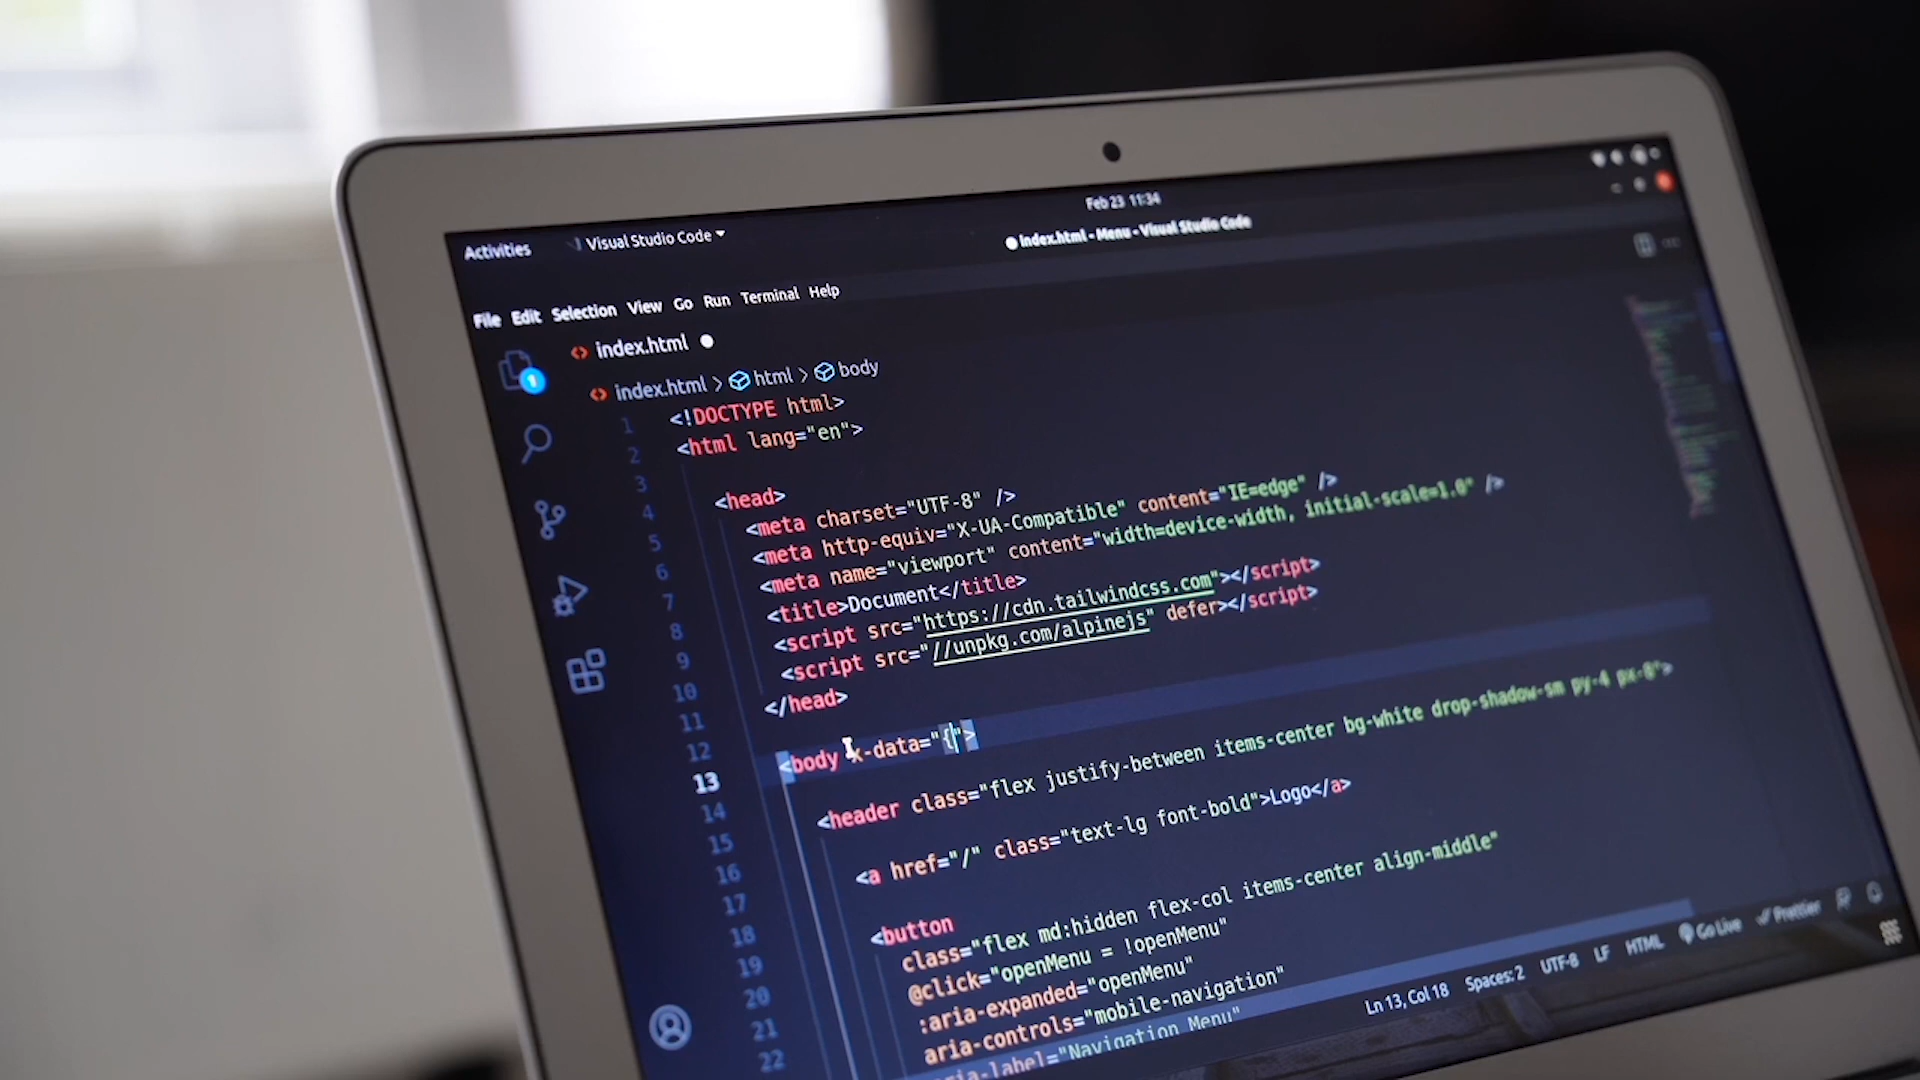 Feb 23 11:34
Activities Visual Studio Code
index.html - Menu - Visual Studio Code
File Edit Selection View Go Run Terminal Help
index.html
1
index.html > html > body
1 <!DOCTYPE html>
2 <html lang="en">
3
4 <head>
5 <meta charset="UTF-8" />
6 <meta http-equiv="X-UA-Compatible" content="IE=edge" />
7 <meta name="viewport" content="width=device-width, initial-scale=1.0" />
8 <title>Document</title>
9 <script src="https://cdn.tailwindcss.com"></script>
10 <script src="//unpkg.com/alpinejs" defer></script>
11 </head>
12
13 <body x-data="{">
14 <header class="flex justify-between items-center bg-white drop-shadow-sm py-4 px-8">
15
16 <a href="/" class="text-lg font-bold">Logo</a>
17
18 <button
19 class="flex md:hidden flex-col items-center align-middle"
20 @click="openMenu = !openMenu"
21 :aria-expanded="openMenu"
22 aria-controls="mobile-navigation"
aria-label="Navigation Menu"
Ln 13, Col 18 Spaces: 2 UTF-8 LF HTML Go Live Prettier